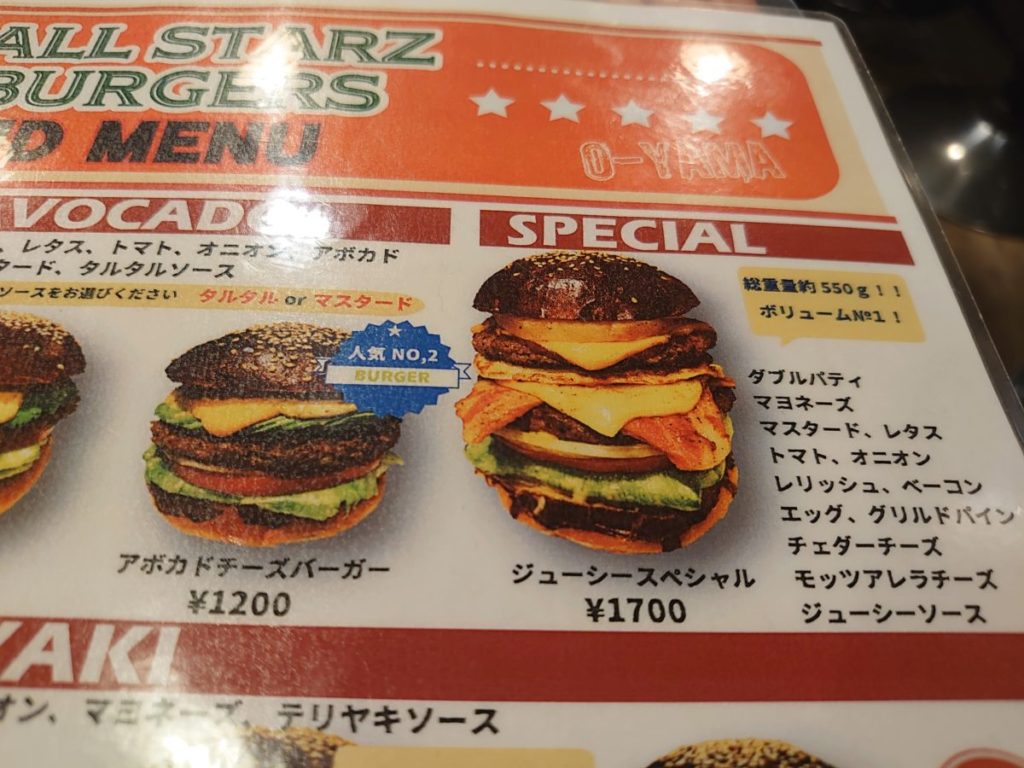 ALL STARZ
BURGERS
MENU
O-YAMA
VOCADO
レタス、トマト、オニオン、アボカド
タード、タルタルソース
ソースをお選びください タルタル or マスタード
人気 NO,2
BURGER
アボカドチーズバーガー
¥1200
SPECIAL
総重量約550g!!
ボリューム№1!
ダブルパティ
マヨネーズ
マスタード、レタス
トマト、オニオン
レリッシュ、ベーコン
エッグ、グリルドパイン
チェダーチーズ
モッツアレラチーズ
ジューシーソース
ジューシースペシャル
¥1700
YAKI
オン、マヨネーズ、テリヤキソース